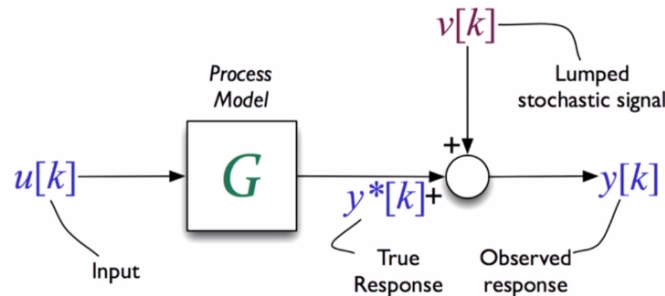 v[k]
Process
Model
Lumped
stochastic signal
+
u[k]
G
y*[k]
+
y[k]
Input
True
Response
Observed
response